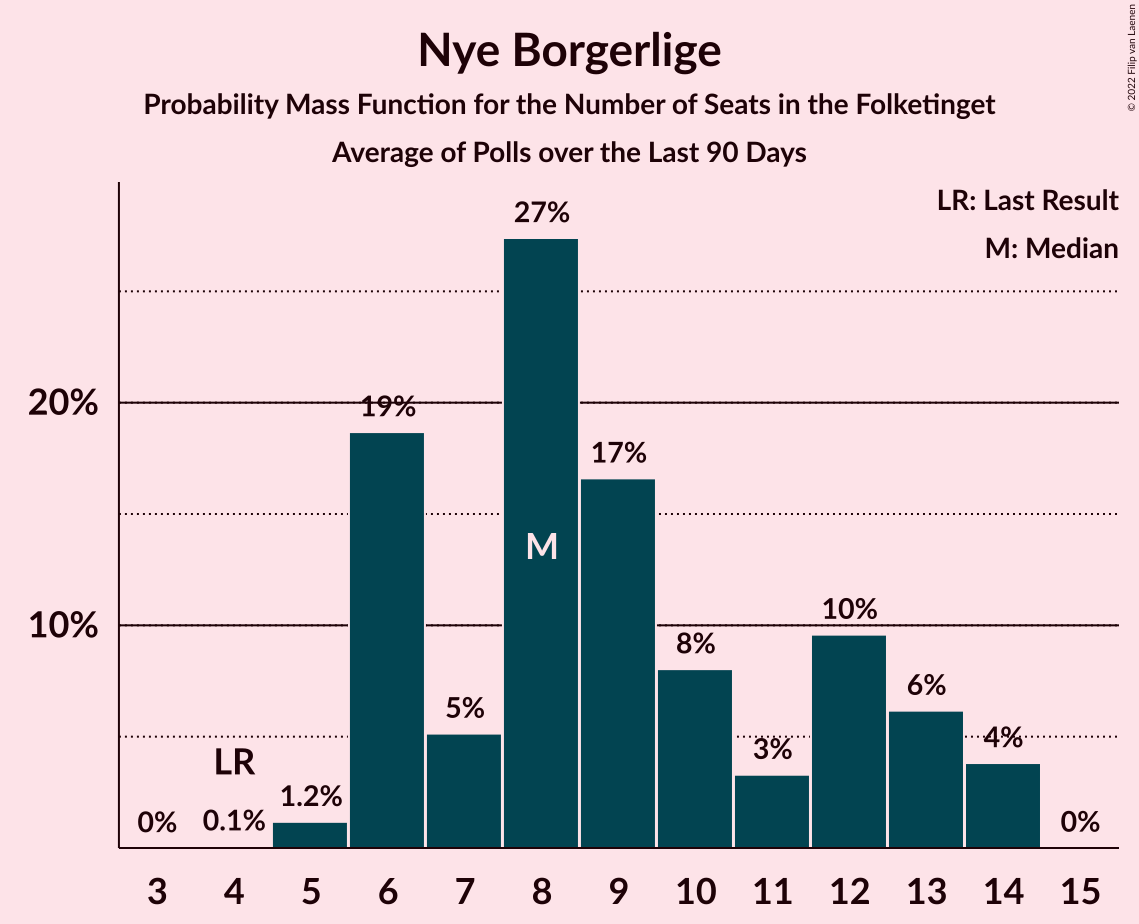 Nye Borgerlige
Probability Mass Function for the Number of Seats in the Folketinget
Average of Polls over the Last 90 Days
© 2022 Filip van Laenen
LR: Last Result
M: Median
27%
20%
19%
17%
M
10%
10%
8%
6%
5%
4%
3%
LR
1.2%
0%
0.1%
0%
3 4 5 6 7 8 9 10 11 12 13 14 15